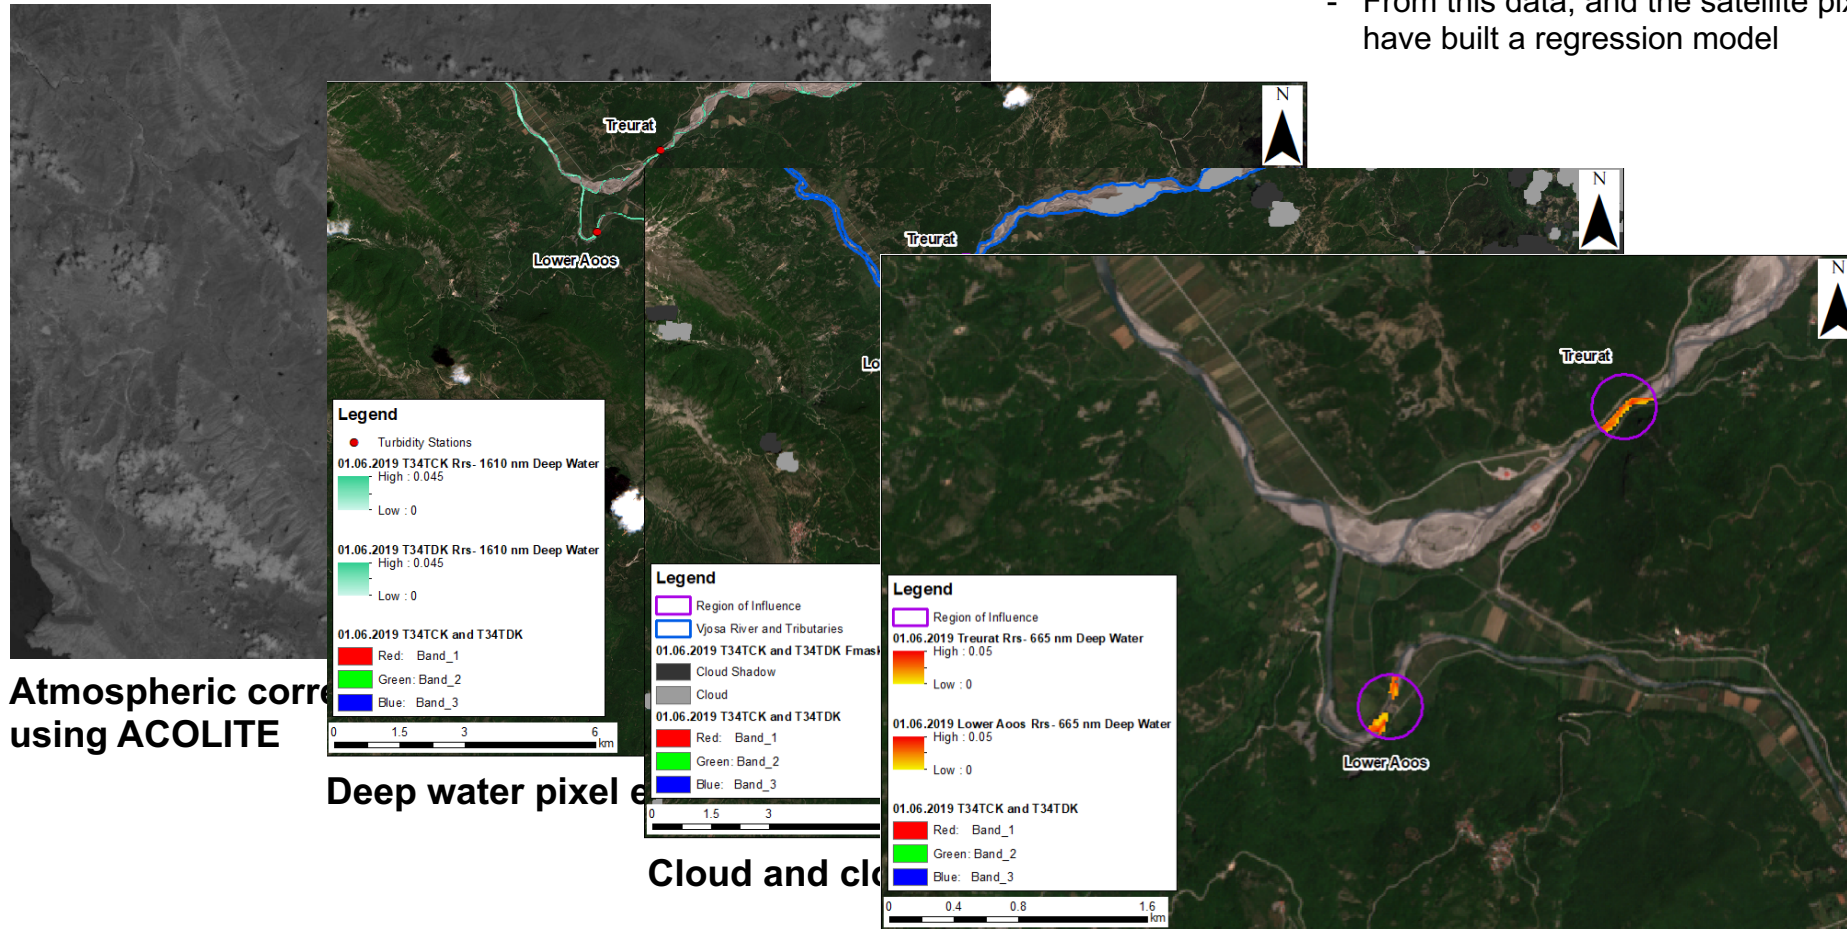 - From this data, and the satellite pix
have built a regression model
Atmospheric corre
using ACOLITE
N
Treurat
Lower Aoos
Legend
Turbidity Stations
01.06.2019 T34TCK Rrs- 1610 nm Deep Water
High : 0.045
Low : 0
01.06.2019 T34TDK Rrs- 1610 nm Deep Water
High : 0.045
Low : 0
01.06.2019 T34TCK and T34TDK
Red: Band_1
Green: Band_2
Blue: Band_3
0 1.5 3 6
km
Deep water pixel e
N
Treurat
Lo
Legend
Region of Influence
Vjosa River and Tributaries
01.06.2019 T34TCK and T34TDK Fmask
Cloud Shadow
Cloud
01.06.2019 T34TCK and T34TDK
Red: Band_1
Green: Band_2
Blue: Band_3
0 1.5 3
Cloud and clo
N
Treurat
Lower Aoos
Legend
Region of Influence
01.06.2019 Treurat Rrs- 665 nm Deep Water
High : 0.05
Low : 0
01.06.2019 Lower Aoos Rrs- 665 nm Deep Water
High : 0.05
Low : 0
01.06.2019 T34TCK and T34TDK
Red: Band_1
Green: Band_2
Blue: Band_3
0 0.4 0.8 1.6
km